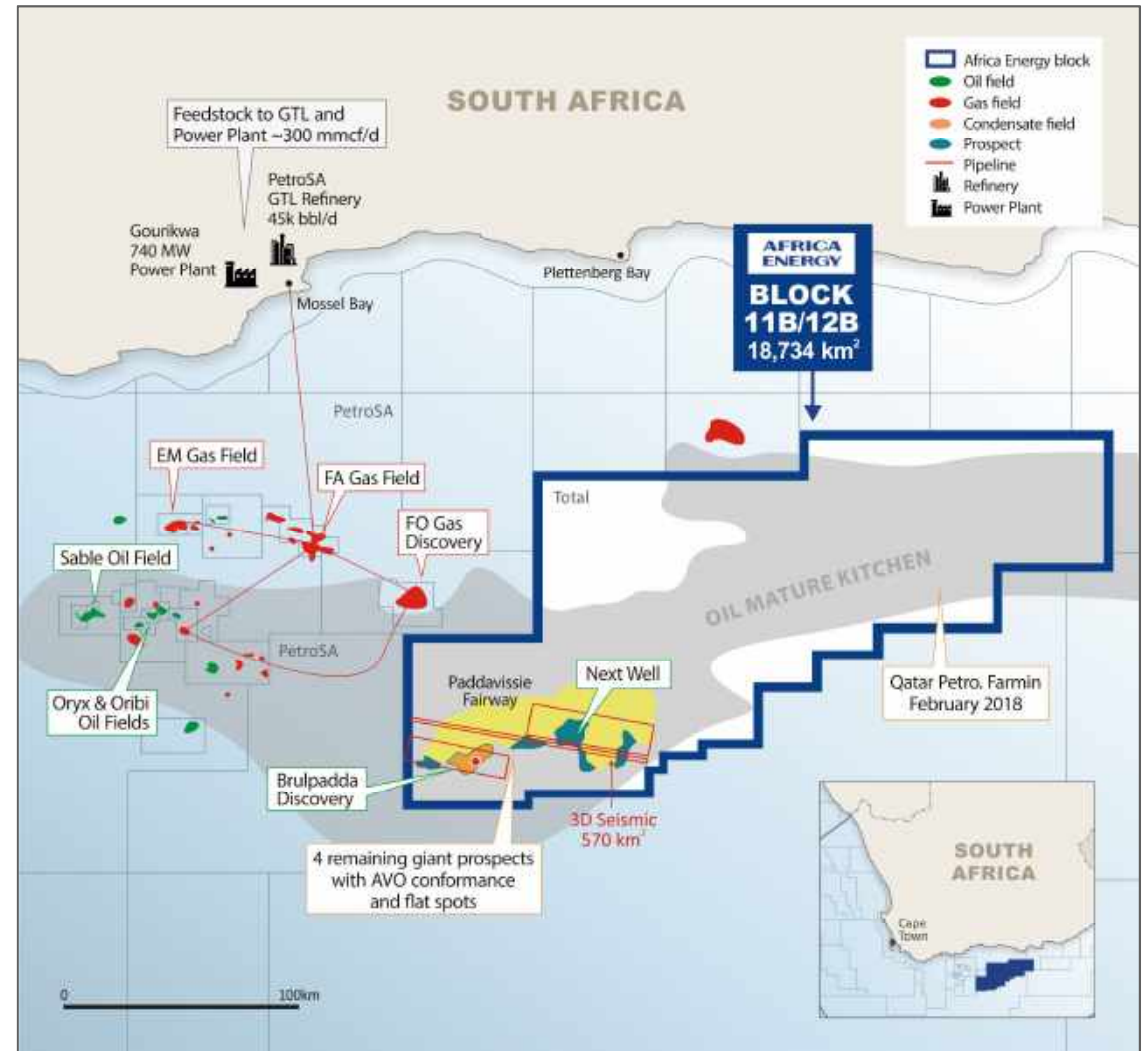 SOUTH AFRICA
Africa Energy block
Oil field
Gas field
Condensate field
Prospect
Pipeline
Refinery
Power Plant
Feedstock to GTL and
Power Plant ~300 mmcf/d
PetroSA
GTL Refinery
45k bbl/d
Gourikwa
740 MW
Power Plant
Mossel Bay
Plettenberg Bay
AFRICA
ENERGY
BLOCK
11B/12B
18,734 km²
PetroSA
EM Gas Field
FA Gas Field
FO Gas
Discovery
Total
Sable Oil Field
OIL MATURE KITCHEN
PetroSA
Oryx & Oribi
Oil Fields
Paddavissie
Fairway
Next Well
Qatar Petro. Farmin
February 2018
Brulpadda
Discovery
3D Seismic
570 km²
4 remaining giant prospects
with AVO conformance
and flat spots
0 100km
SOUTH
AFRICA
Cape
Town